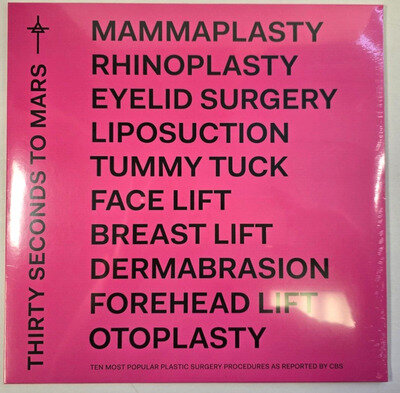 THIRTY SECONDS TO MARS
MAMMAPLASTY
RHINOPLASTY
EYELID SURGERY
LIPOSUCTION
TUMMY TUCK
FACE LIFT
BREAST LIFT
DERMABRASION
FOREHEAD LIFT
OTOPLASTY
TEN MOST POPULAR PLASTIC SURGERY PROCEDURES AS REPORTED BY CBS